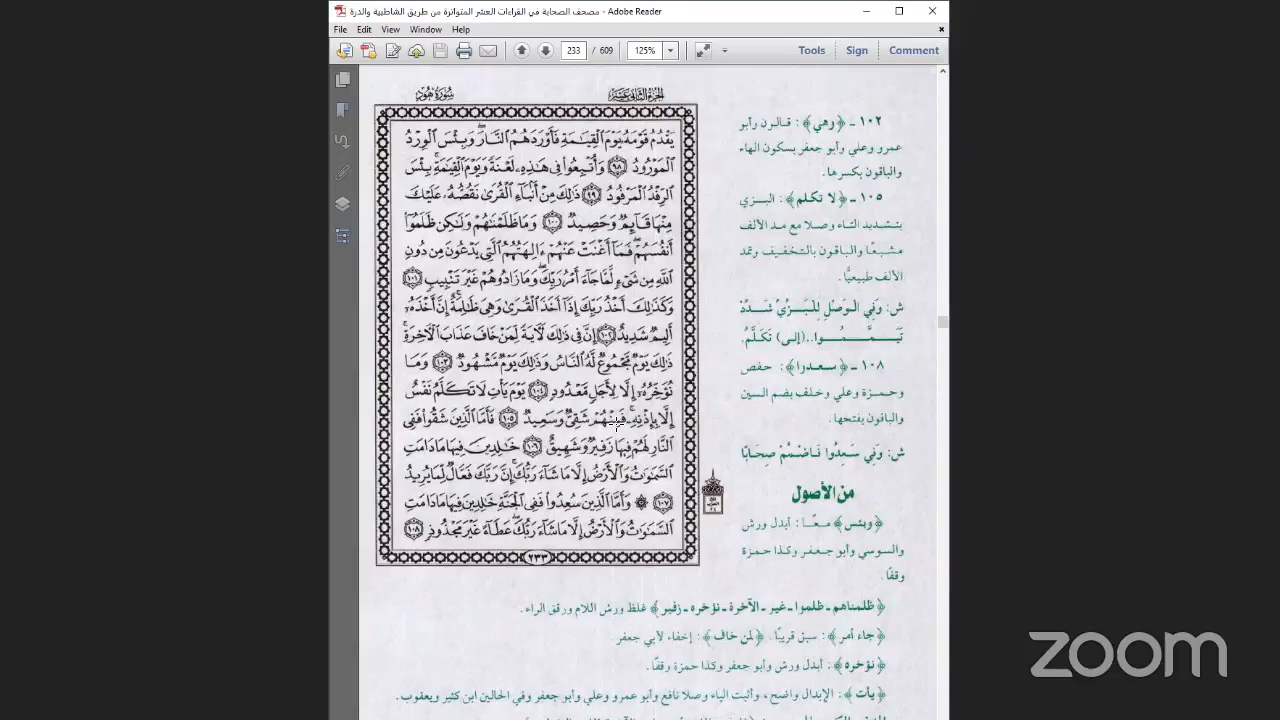 مصحف الصحابة في القراءات العشر المتواترة من طريق الشاطبية والدرة - Adobe Reader
File Edit View Window Help
233 / 609 125% Tools Sign Comment
الجزء الثاني عشر سورة هود
يَقْدُمُ قَوْمَهُۥ يَوْمَ ٱلْقِيَٰمَةِ فَأَوْرَدَهُمُ ٱلنَّارَ ۖ وَبِئْسَ ٱلْوِرْدُ
ٱلْمَوْرُودُ ٩٨ وَأُتْبِعُوا۟ فِى هَٰذِهِۦ لَعْنَةً وَيَوْمَ ٱلْقِيَٰمَةِ ۚ بِئْسَ
ٱلرِّفْدُ ٱلْمَرْفُودُ ٩٩ ذَٰلِكَ مِنْ أَنۢبَآءِ ٱلْقُرَىٰ نَقُصُّهُۥ عَلَيْكَ
مِنْهَا قَآئِمٌ وَحَصِيدٌ ١٠٠ وَمَا ظَلَمْنَٰهُمْ وَلَٰكِن ظَلَمُوٓا۟
أَنفُسَهُمْ ۖ فَمَآ أَغْنَتْ عَنْهُمْ ءَالِهَتُهُمُ ٱلَّتِى يَدْعُونَ مِن دُونِ
ٱللَّهِ مِن شَىْءٍ لَّمَّا جَآءَ أَمْرُ رَبِّكَ ۖ وَمَا زَادُوهُمْ غَيْرَ تَتْبِيبٍ ١٠١
وَكَذَٰلِكَ أَخْذُ رَبِّكَ إِذَآ أَخَذَ ٱلْقُرَىٰ وَهِىَ ظَٰلِمَةٌ ۚ إِنَّ أَخْذَهُۥٓ
أَلِيمٌ شَدِيدٌ ١٠٢ إِنَّ فِى ذَٰلِكَ لَءَايَةً لِّمَنْ خَافَ عَذَابَ ٱلْءَاخِرَةِ ۚ
ذَٰلِكَ يَوْمٌ مَّجْمُوعٌ لَّهُ ٱلنَّاسُ وَذَٰلِكَ يَوْمٌ مَّشْهُودٌ ١٠٣ وَمَا
نُؤَخِّرُهُۥٓ إِلَّا لِأَجَلٍ مَّعْدُودٍ ١٠٤ يَوْمَ يَأْتِ لَا تَكَلَّمُ نَفْسٌ
إِلَّا بِإِذْنِهِۦ ۚ فَمِنْهُمْ شَقِىٌّ وَسَعِيدٌ ١٠٥ فَأَمَّا ٱلَّذِينَ شَقُوا۟ فَفِى
ٱلنَّارِ لَهُمْ فِيهَا زَفِيرٌ وَشَهِيقٌ ١٠٦ خَٰلِدِينَ فِيهَا مَا دَامَتِ
ٱلسَّمَٰوَٰتُ وَٱلْأَرْضُ إِلَّا مَا شَآءَ رَبُّكَ ۚ إِنَّ رَبَّكَ فَعَّالٌ لِّمَا يُرِيدُ
١٠٧ ۞ وَأَمَّا ٱلَّذِينَ سُعِدُوا۟ فَفِى ٱلْجَنَّةِ خَٰلِدِينَ فِيهَا مَا دَامَتِ
ٱلسَّمَٰوَٰتُ وَٱلْأَرْضُ إِلَّا مَا شَآءَ رَبُّكَ ۖ عَطَآءً غَيْرَ مَجْذُوذٍ ١٠٨
٢٣٣
١٠٢ - ﴿وهي﴾: قالون وأبو
عمرو وعلي وأبو جعفر بسكون الهاء
والباقون بكسرها.
١٠٥ - ﴿لا تكلم﴾: البزي
بتشديد التاء وصلا مع مد الألف
مشبعًا والباقون بالتخفيف وتمد
الألف طبيعيًّا.
ش: وَفِي الْوَصْلِ لِلْبَزِّيِّ شَدِّدْ
تَيَمَّمُوا..(إلى) تَكَلَّمُ.
١٠٨ - ﴿سعدوا﴾: حفص
وحمزة وعلي وخلف بضم السين
والباقون بفتحها.
ش: وَفِي سَعِدُوا فَاضْمُمْ صِحَابًا
من الأصول
﴿وبئس﴾ معًا: أبدل ورش
والسوسي وأبو جعفر وكذا حمزة
وقفًا.
﴿ظلمناهم - ظلموا - غير - الآخرة - نؤخره - زفير﴾ غلظ ورش اللام ورقق الراء.
﴿جاء أمر﴾: سبق قريبًا. ﴿لمن خاف﴾: إخفاء لأبي جعفر.
﴿نؤخره﴾: أبدل ورش وأبو جعفر وكذا حمزة وقفًا.
﴿يأت﴾: الإبدال واضح، وأثبت الياء وصلا نافع وأبو عمرو وعلي وأبو جعفر وفي الحالين ابن كثير ويعقوب.
zoom